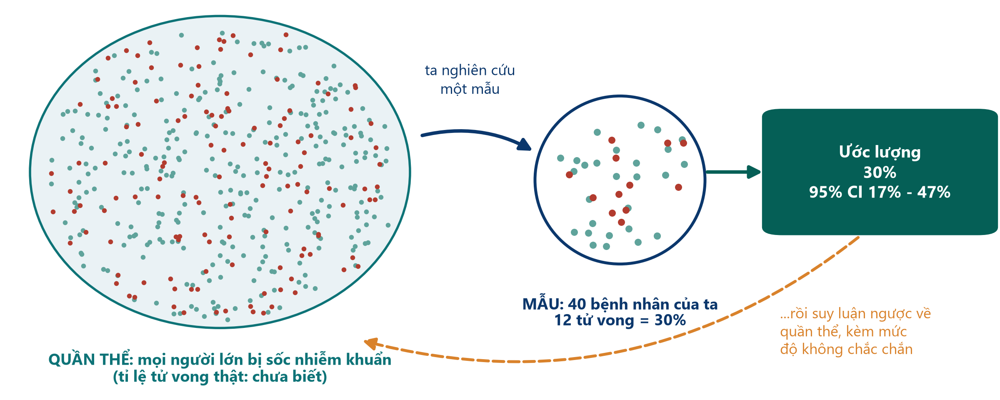 ta nghiên cứu
một mẫu
Ước lượng
30%
95% CI 17% - 47%
MẪU: 40 bệnh nhân của ta
12 tử vong = 30%
...rồi suy luận ngược về
quần thể, kèm mức
độ không chắc chắn
QUẦN THỂ: mọi người lớn bị sốc nhiễm khuẩn
(tỉ lệ tử vong thật: chưa biết)